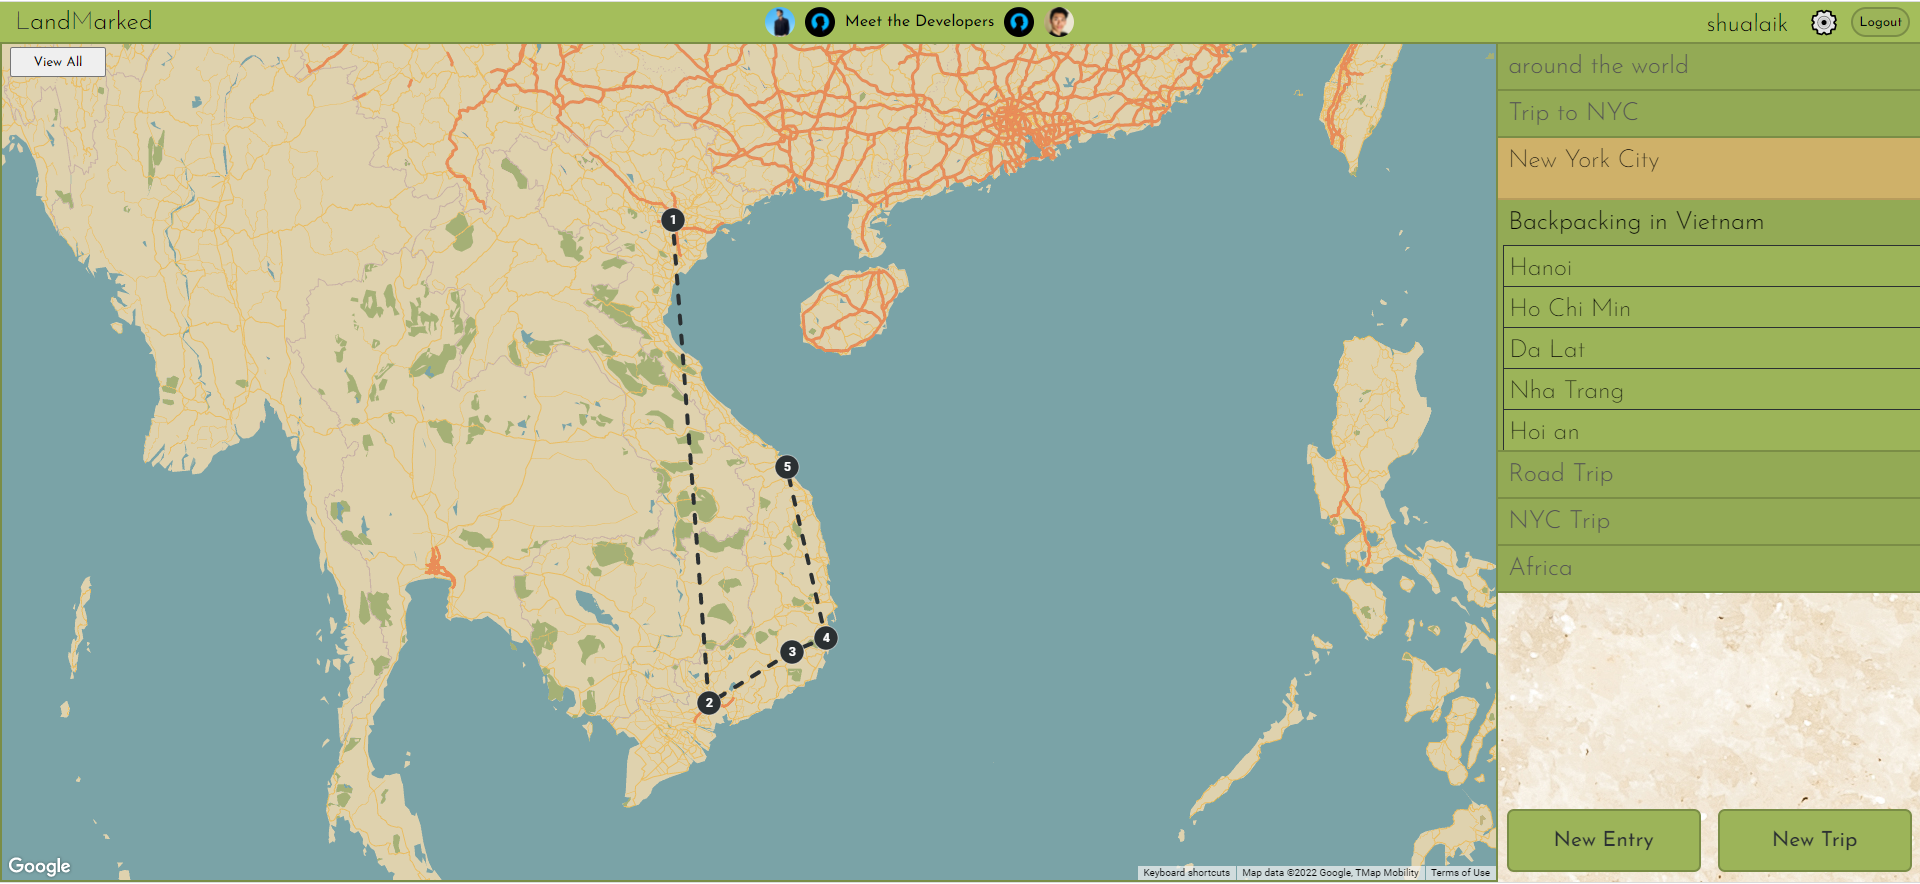 LandMarked
Meet the Developers
shualaik
Logout
View All
around the world
Trip to NYC
New York City
Backpacking in Vietnam
Hanoi
Ho Chi Min
Da Lat
Nha Trang
Hoi an
Road Trip
NYC Trip
Africa
1
5
4
3
2
New Entry
New Trip
Google
Keyboard shortcuts
Map data ©2022 Google, TMap Mobility
Terms of Use